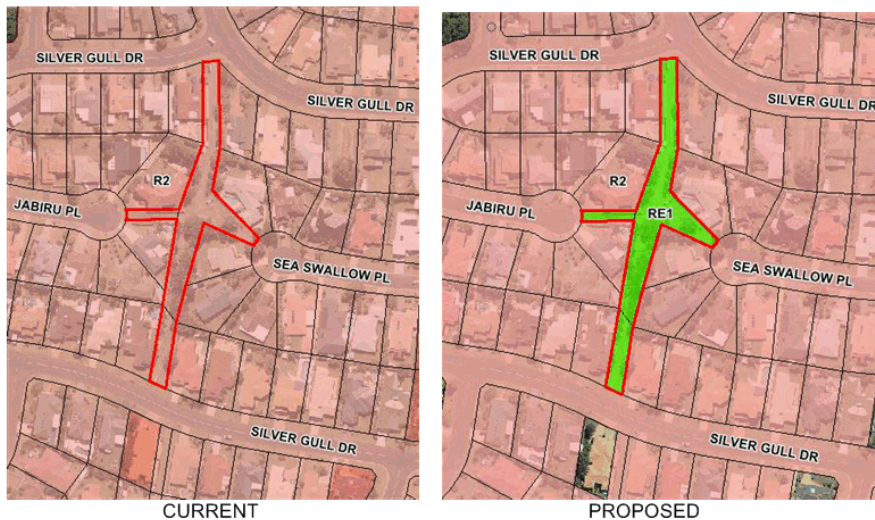 SILVER GULL DR
SILVER GULL DR
R2
JABIRU PL
SEA SWALLOW PL
SILVER GULL DR
CURRENT
SILVER GULL DR
SILVER GULL DR
R2
RE1
JABIRU PL
SEA SWALLOW PL
SILVER GULL DR
PROPOSED